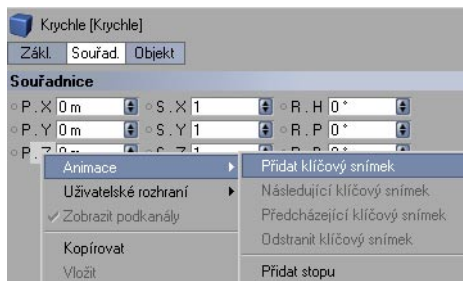 Krychle [Krychle]
Zákl. Souřad. Objekt
Souřadnice
P . X 0 m S . X 1 R . H 0 °
P . Y 0 m S . Y 1 R . P 0 °
P . Z
Animace Přidat klíčový snímek
Uživatelské rozhraní Následující klíčový snímek
Zobrazit podkanály Předcházející klíčový snímek
Odstranit klíčový snímek
Kopírovat
Vložit Přidat stopu